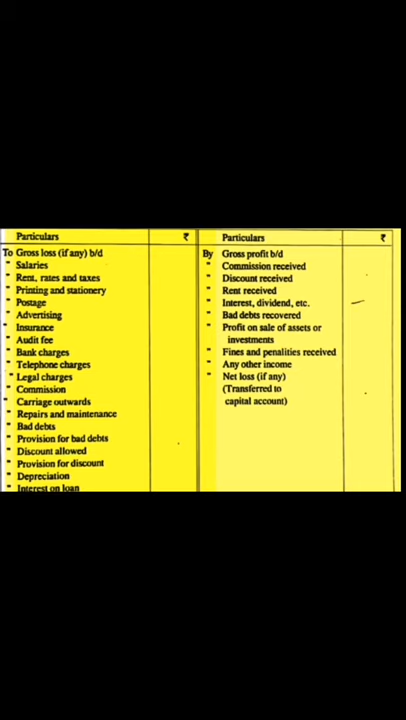 Particulars ₹
To Gross loss (if any) b/d
" Salaries
" Rent, rates and taxes
" Printing and stationery
" Postage
" Advertising
" Insurance
" Audit fee
" Bank charges
" Telephone charges
" Legal charges
" Commission
" Carriage outwards
" Repairs and maintenance
" Bad debts
" Provision for bad debts
" Discount allowed
" Provision for discount
" Depreciation
" Interest on loan
Particulars ₹
By Gross profit b/d
" Commission received
" Discount received
" Rent received
" Interest, dividend, etc.
" Bad debts recovered
" Profit on sale of assets or
investments
" Fines and penalities received
" Any other income
" Net loss (if any)
(Transferred to
capital account)